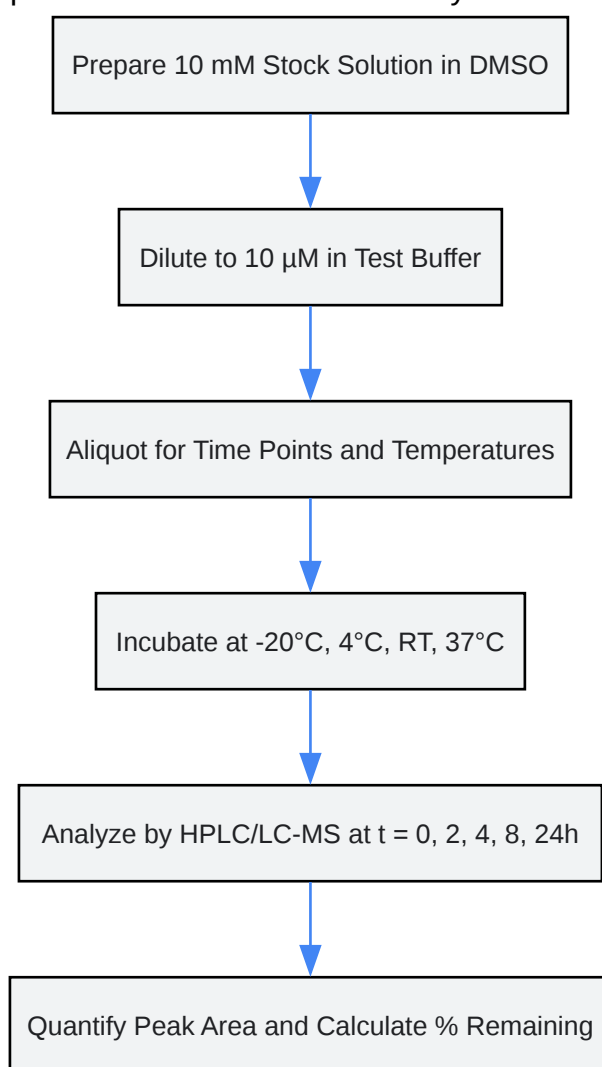 Prepare 10 mM Stock Solution in DMSO
Dilute to 10 µM in Test Buffer
Aliquot for Time Points and Temperatures
Incubate at -20°C, 4°C, RT, 37°C
Analyze by HPLC/LC-MS at t = 0, 2, 4, 8, 24h
Quantify Peak Area and Calculate % Remaining